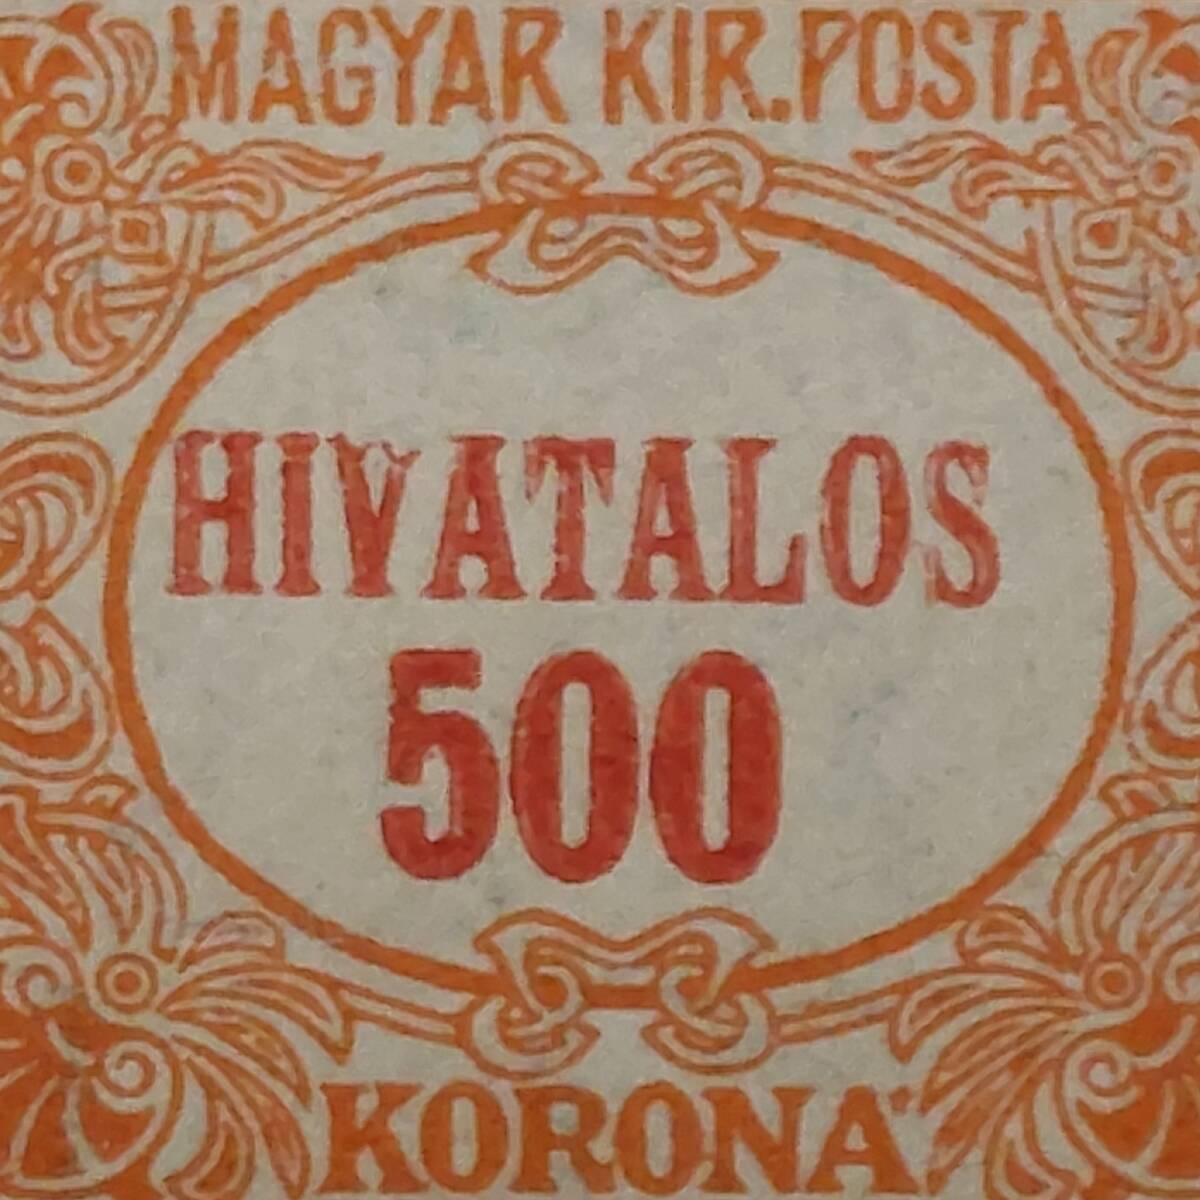 MAGYAR KIR. POSTA
HIVATALOS
500
KORONA